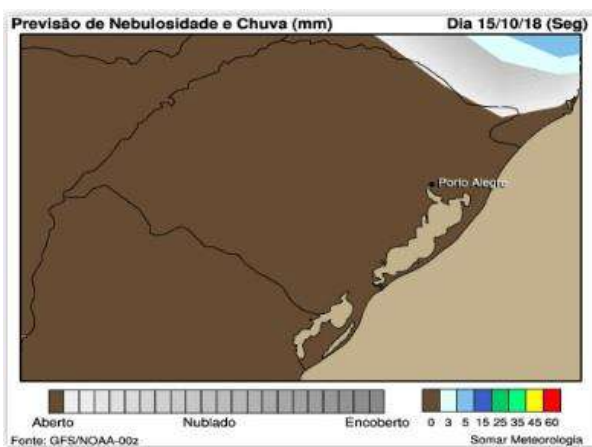 Previsão de Nebulosidade e Chuva (mm) Dia 15/10/18 (Seg)
Porto Alegre
Aberto Nublado Encoberto 0 3 5 15 25 35 45 60
Fonte: GFS/NOAA-00z Somar Meteorologia